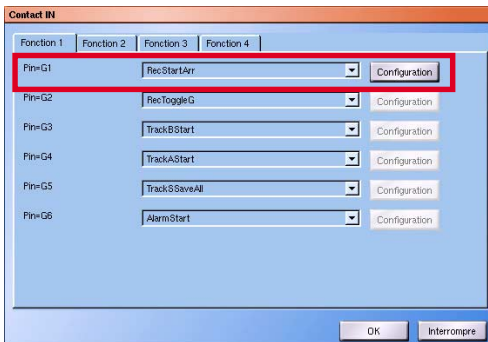 Contact IN
Fonction 1 Fonction 2 Fonction 3 Fonction 4
Pin=G1 RecStartArr Configuration
Pin=G2 RecToggleG Configuration
Pin=G3 TrackBStart Configuration
Pin=G4 TrackAStart Configuration
Pin=G5 TrackSSaveAll Configuration
Pin=G6 AlarmStart Configuration
OK Interrompre